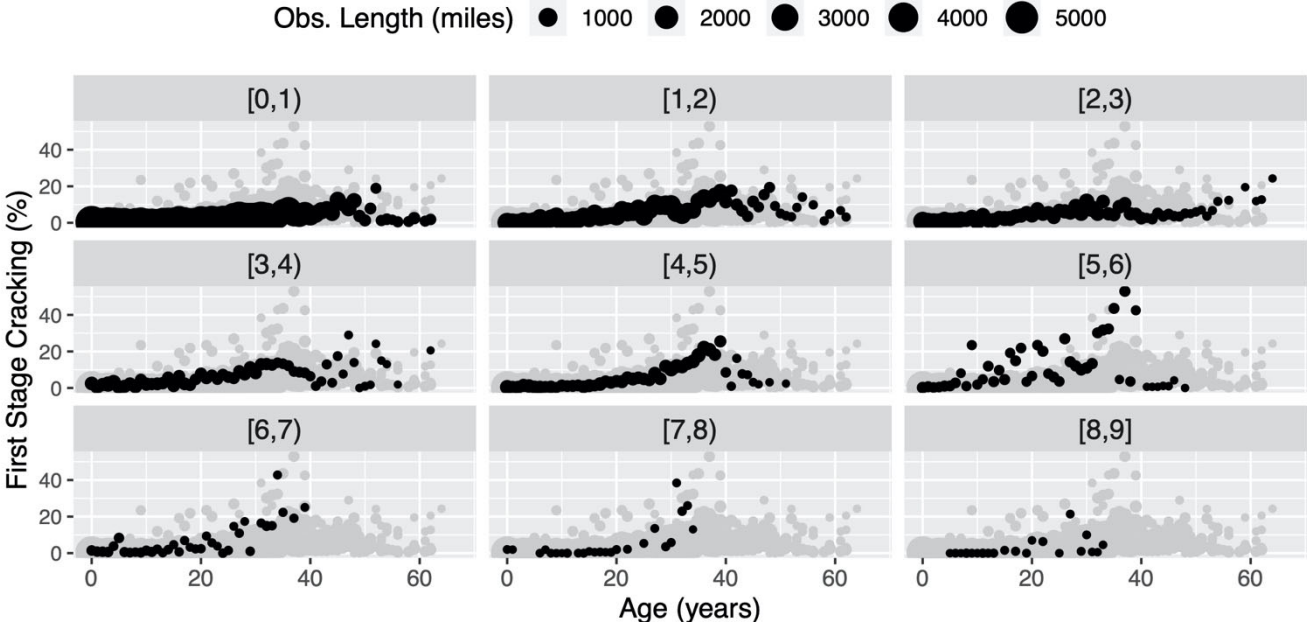 Obs. Length (miles) 1000 2000 3000 4000 5000
[0,1) [1,2) [2,3)
40
20
0
[3,4) [4,5) [5,6)
40
20
0
[6,7) [7,8) [8,9]
40
20
0
0 20 40 60 0 20 40 60 0 20 40 60
Age (years)
First Stage Cracking (%)